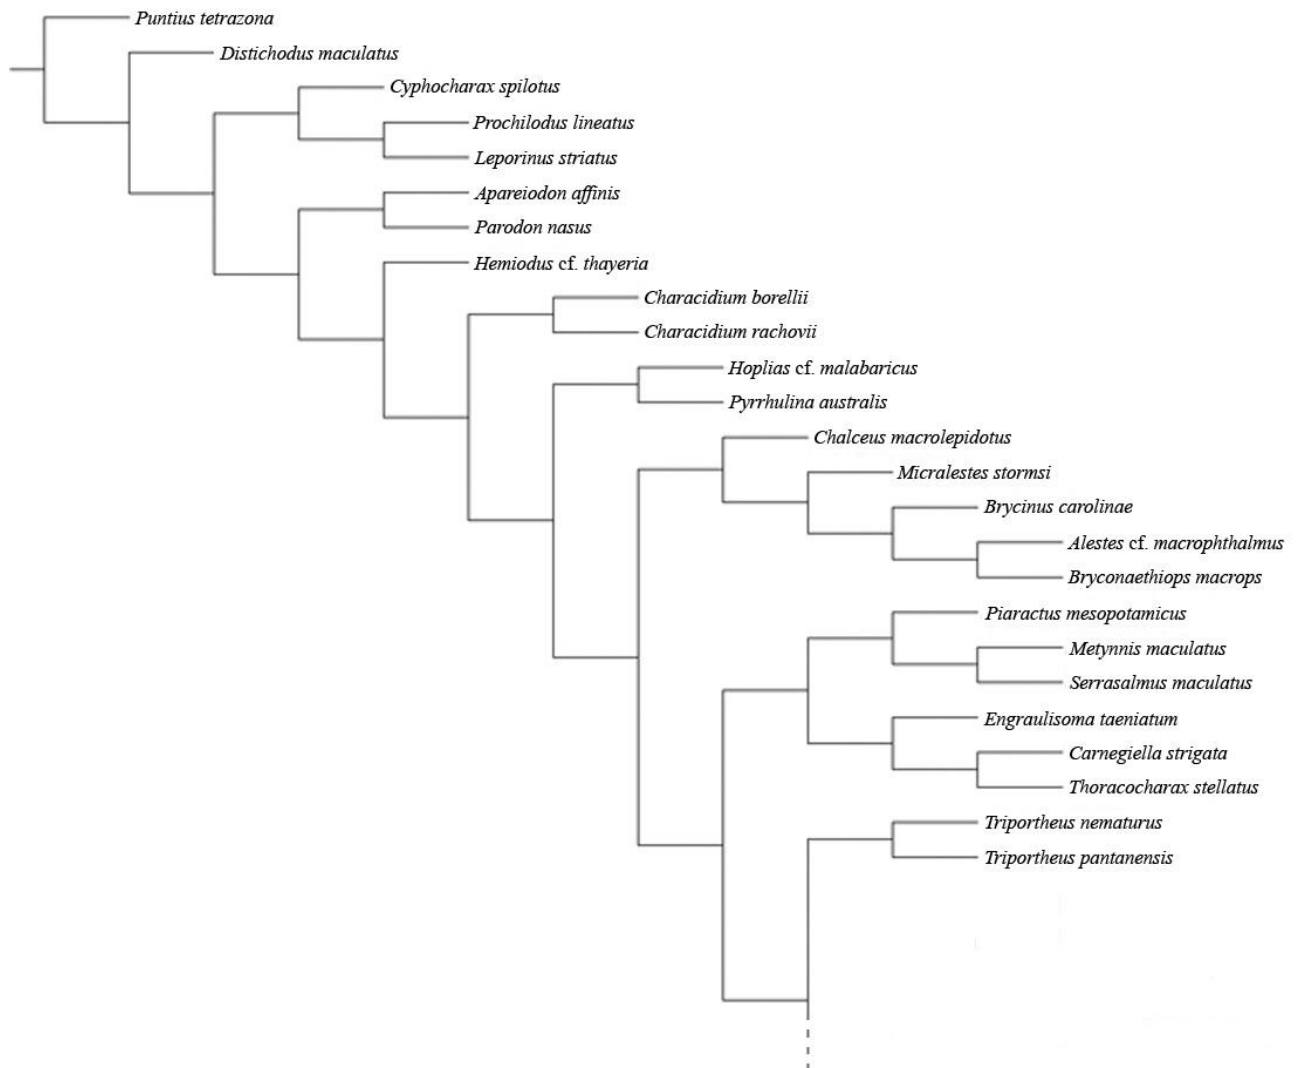 Puntius tetrazona
Distichodus maculatus
Cyphocharax spilotus
Prochilodus lineatus
Leporinus striatus
Apareiodon affinis
Parodon nasus
Hemiodus cf. thayeria
Characidium borellii
Characidium rachovii
Hoplias cf. malabaricus
Pyrrhulina australis
Chalceus macrolepidotus
Micralestes stormsi
Brycinus carolinae
Alestes cf. macrophthalmus
Bryconaethiops macrops
Piaractus mesopotamicus
Metynnis maculatus
Serrasalmus maculatus
Engraulisoma taeniatum
Carnegiella strigata
Thoracocharax stellatus
Triportheus nematurus
Triportheus pantanensis